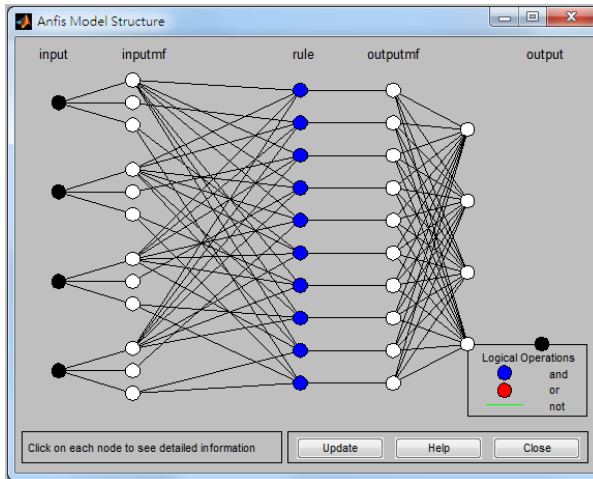 Anfis Model Structure
input inputmf rule outputmf output
Logical Operations
and
or
not
Click on each node to see detailed information
Update Help Close